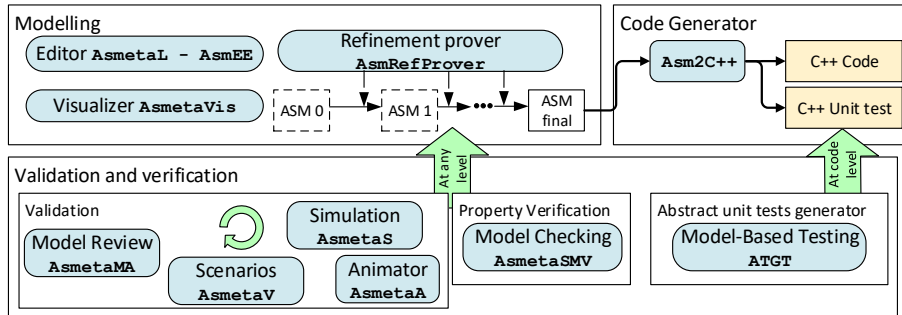 Modelling
Editor AsmetaL - AsmEE
Visualizer AsmetaVis
Refinement prover
AsmRefProver
ASM 0
ASM 1
•••
ASM
final
Code Generator
Asm2C++
C++ Code
C++ Unit test
At any
level
At code
level
Validation and verification
Validation
Model Review
AsmetaMA
Scenarios
AsmetaV
Simulation
AsmetaS
Animator
AsmetaA
Property Verification
Model Checking
AsmetaSMV
Abstract unit tests generator
Model-Based Testing
ATGT